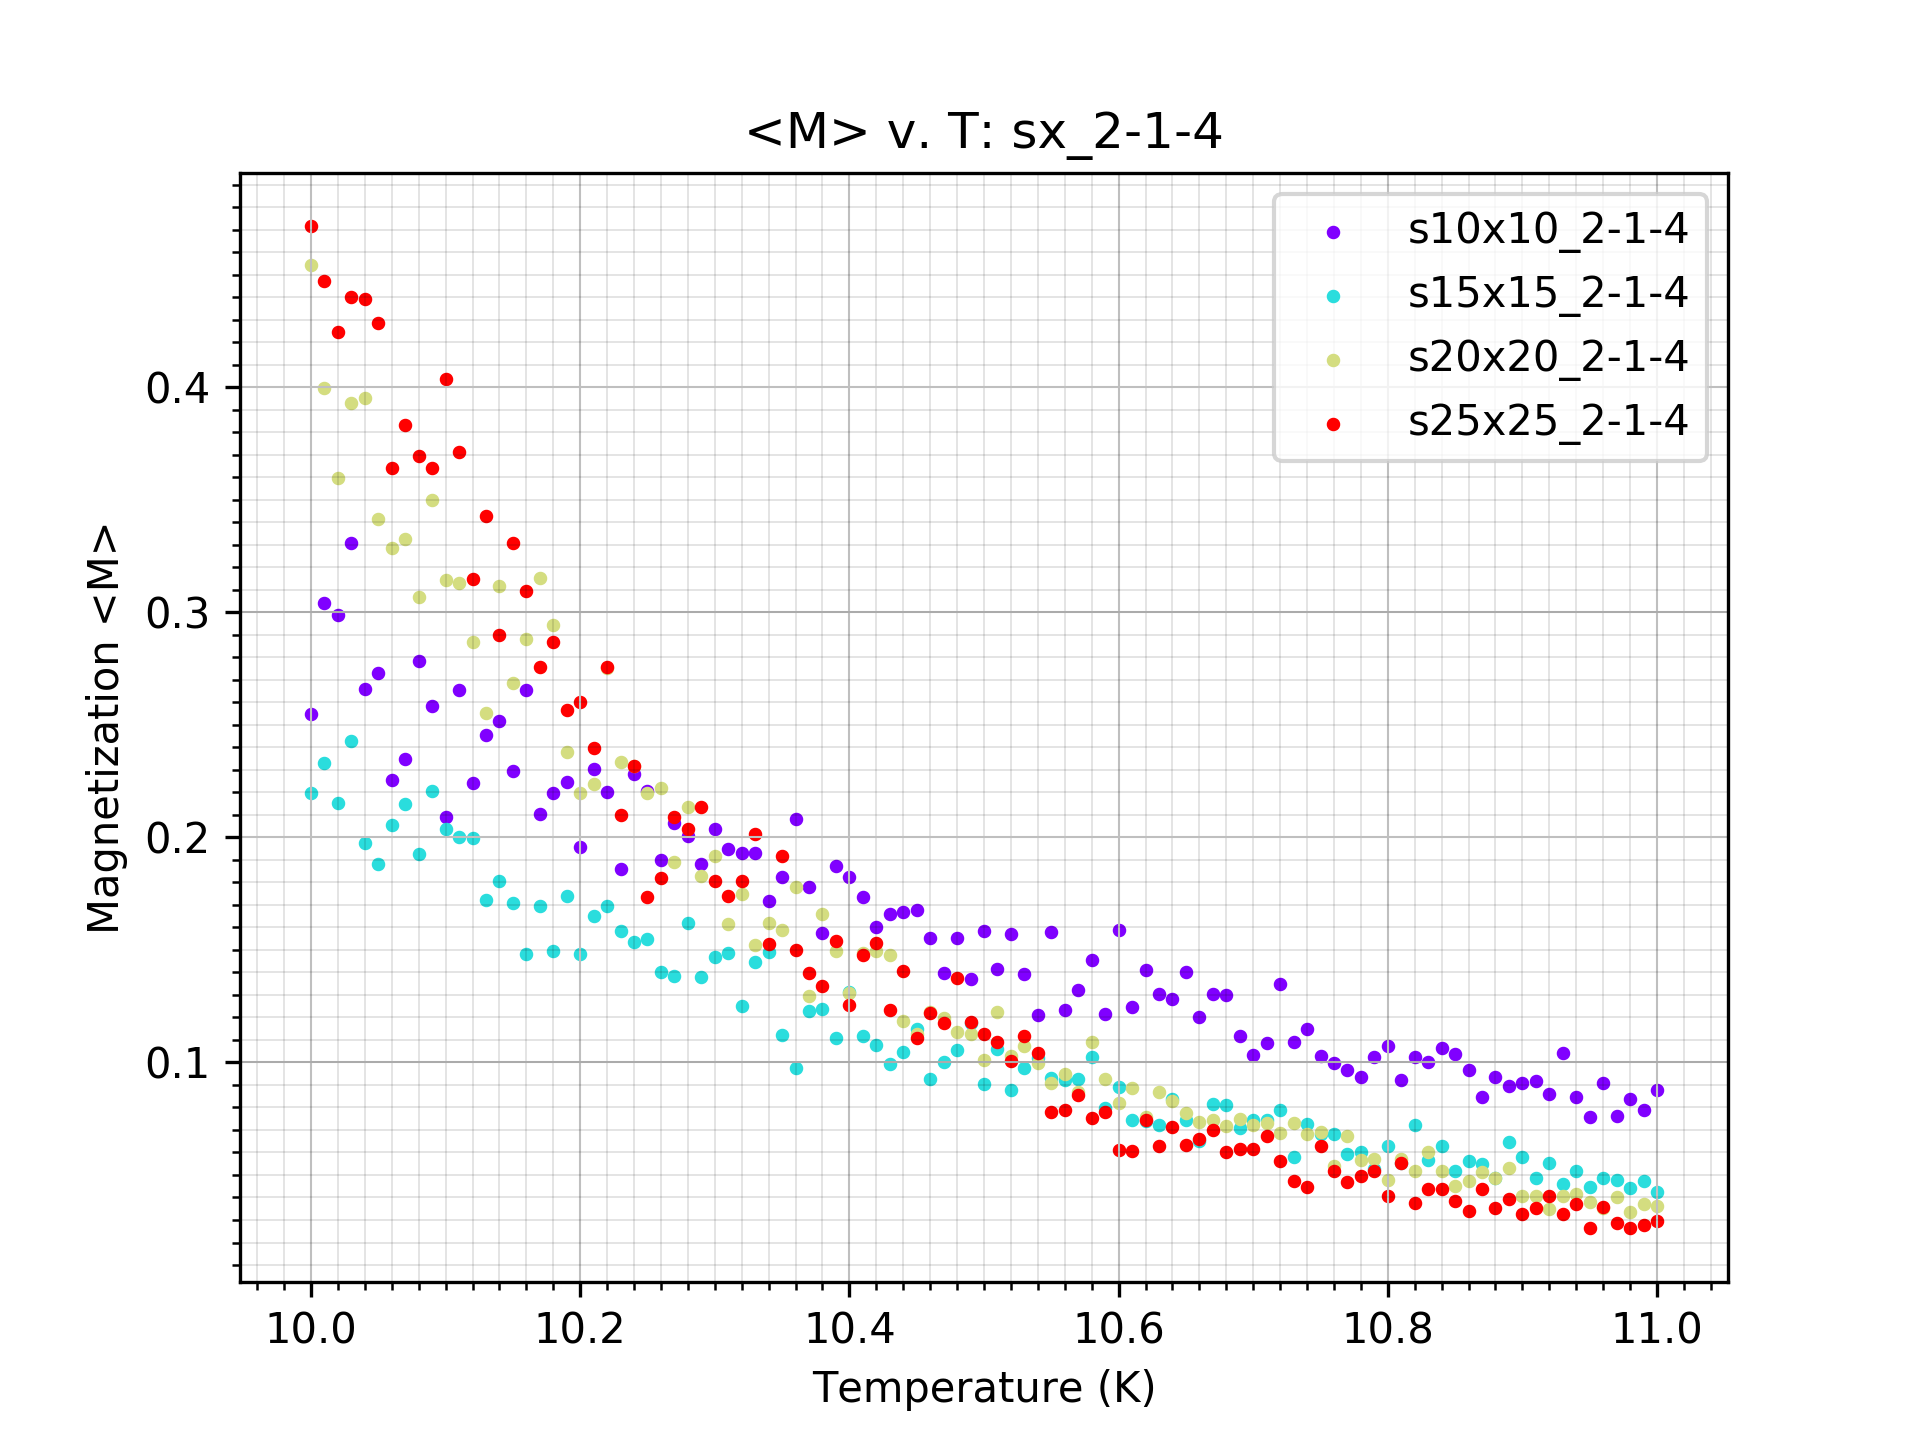 <M> v. T: sx_2-1-4
s10x10_2-1-4
s15x15_2-1-4
s20x20_2-1-4
s25x25_2-1-4
Magnetization <M>
0.4
0.3
0.2
0.1
10.0 10.2 10.4 10.6 10.8 11.0
Temperature (K)